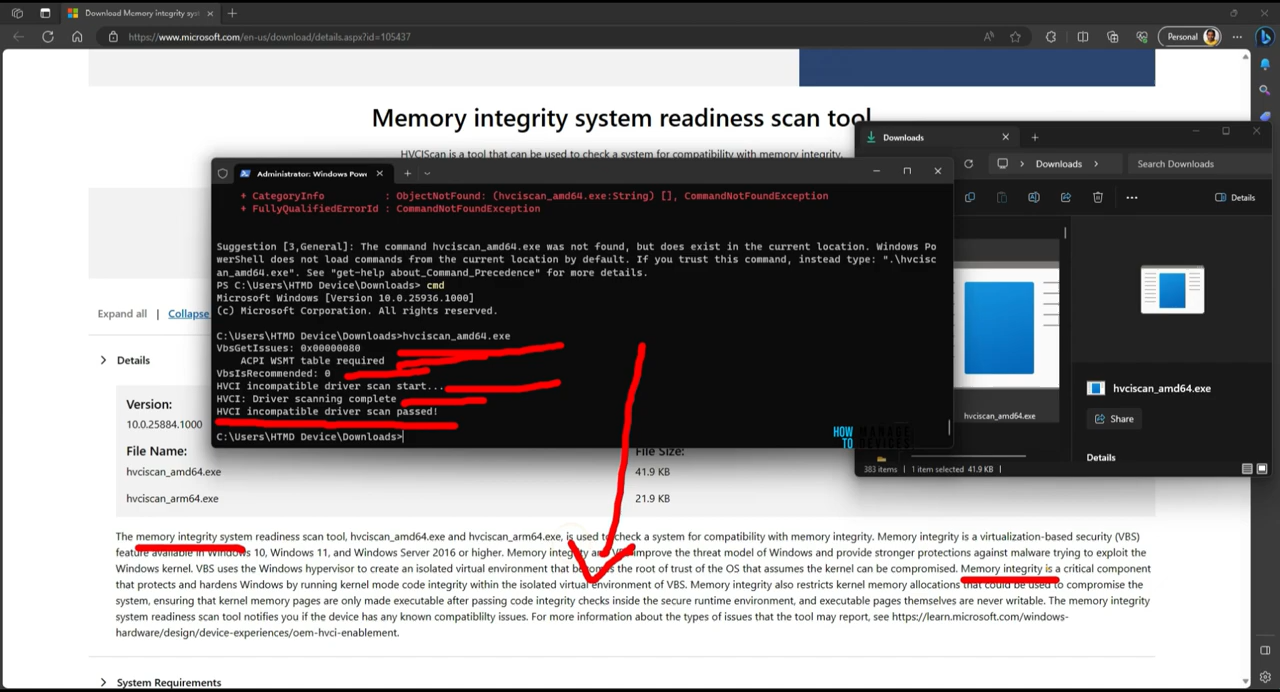 Download Memory integrity syst
https://www.microsoft.com/en-us/download/details.aspx?id=105437
Personal
Memory integrity system readiness scan tool
HVCIScan is a tool that can be used to check a system for compatibility with memory integrity.
Administrator: Windows Pow
+ CategoryInfo : ObjectNotFound: (hvciscan_amd64.exe:String) [], CommandNotFoundException
+ FullyQualifiedErrorId : CommandNotFoundException
Suggestion [3,General]: The command hvciscan_amd64.exe was not found, but does exist in the current location. Windows Po
werShell does not load commands from the current location by default. If you trust this command, instead type: ".\hvcisc
an_amd64.exe". See "get-help about_Command_Precedence" for more details.
PS C:\Users\HTMD Device\Downloads> cmd
Microsoft Windows [Version 10.0.25936.1000]
(c) Microsoft Corporation. All rights reserved.
C:\Users\HTMD Device\Downloads>hvciscan_amd64.exe
VbsGetIssues: 0x00000080
ACPI WSMT table required
VbsIsRecommended: 0
HVCI incompatible driver scan start...
HVCI: Driver scanning complete
HVCI incompatible driver scan passed!
C:\Users\HTMD Device\Downloads>
HOW MANAGE
TO DEVICES
Downloads
Downloads
Search Downloads
Details
hvciscan_amd64.exe
hvciscan_amd64.exe
Share
Details
383 items 1 item selected 41.9 KB
Expand all | Collapse
Details
Version:
10.0.25884.1000
File Name:
hvciscan_amd64.exe
hvciscan_arm64.exe
File Size:
41.9 KB
21.9 KB
The memory integrity system readiness scan tool, hvciscan_amd64.exe and hvciscan_arm64.exe, is used to check a system for compatibility with memory integrity. Memory integrity is a virtualization-based security (VBS)
feature available in Windows 10, Windows 11, and Windows Server 2016 or higher. Memory integrity and VBS improve the threat model of Windows and provide stronger protections against malware trying to exploit the
Windows kernel. VBS uses the Windows hypervisor to create an isolated virtual environment that becomes the root of trust of the OS that assumes the kernel can be compromised. Memory integrity is a critical component
that protects and hardens Windows by running kernel mode code integrity within the isolated virtual environment of VBS. Memory integrity also restricts kernel memory allocations that could be used to compromise the
system, ensuring that kernel memory pages are only made executable after passing code integrity checks inside the secure runtime environment, and executable pages themselves are never writable. The memory integrity
system readiness scan tool notifies you if the device has any known compatiblilty issues. For more information about the types of issues that the tool may report, see https://learn.microsoft.com/windows-
hardware/design/device-experiences/oem-hvci-enablement.
System Requirements